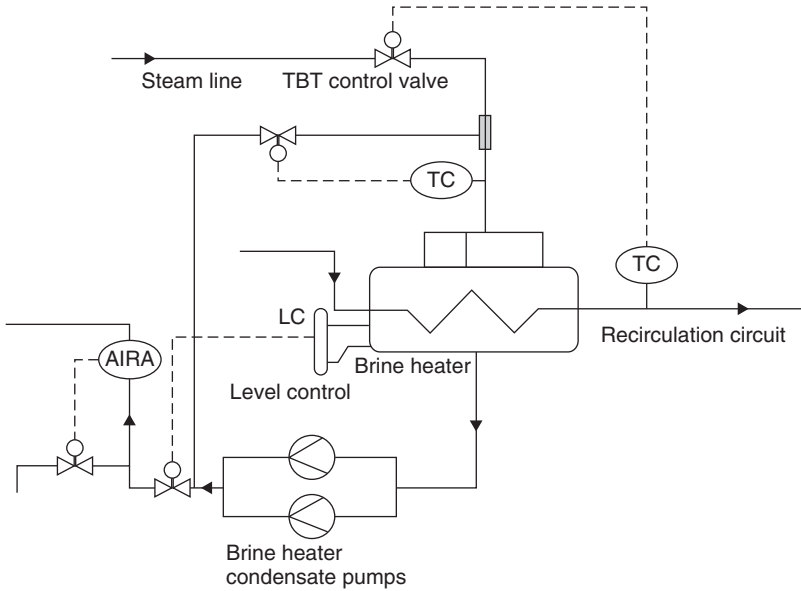 Steam line
TBT control valve
TC
TC
LC
Recirculation circuit
AIRA
Brine heater
Level control
Brine heater
condensate pumps